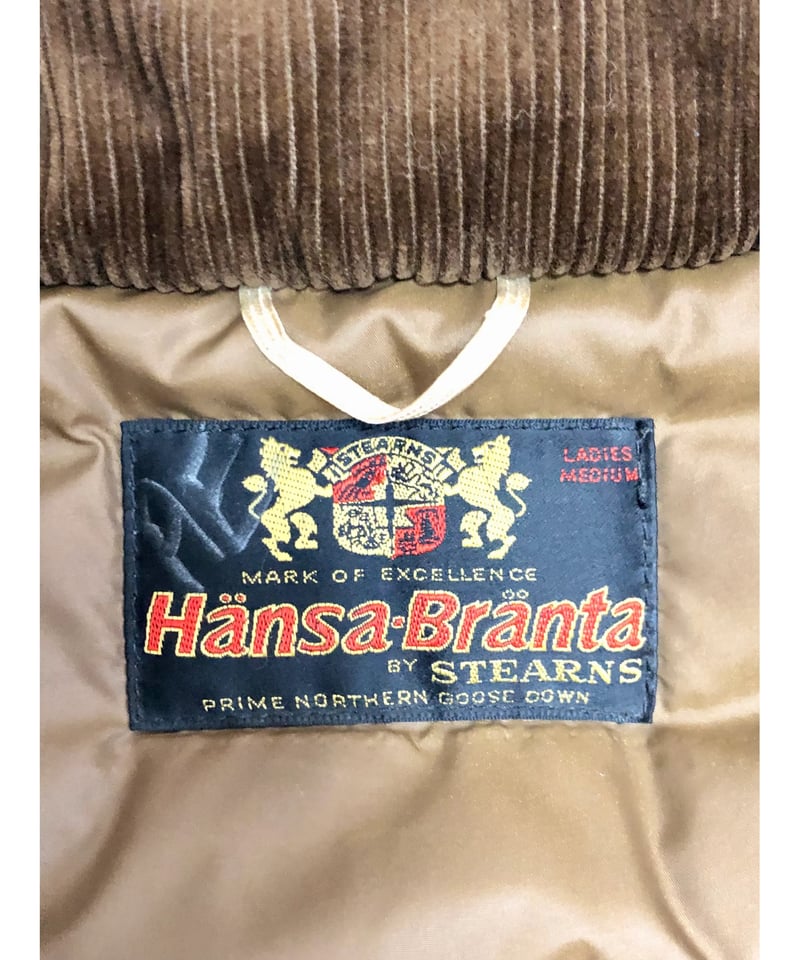 STEARNS
LADIES
MEDIUM
MARK OF EXCELLENCE
Hänsa·Bränta
BY STEARNS
PRIME NORTHERN GOOSE DOWN